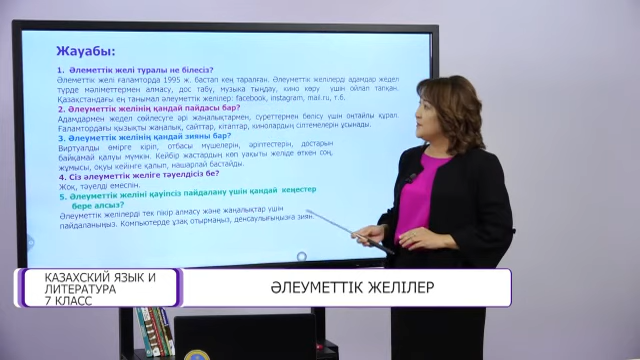 Жауабы:
1. Әлеметтік желі туралы не білесіз?
Әлеметтік желі ғаламторда 1995 ж. бастап кең таралған. Әлеуметтік желілерді адамдар жедел
түрде мәліметтермен алмасу, дос табу, музыка тыңдау, кино көру үшін ойлап тапқан.
Қазақстандағы ең танымал әлеуметтік желілер: facebook, instagram, mail.ru, т.б.
2. Әлеуметтік желінің қандай пайдасы бар?
Адамдармен жедел сөйлесуге әрі жаңалықтармен, суреттермен бөлісу үшін оңтайлы құрал.
Ғаламтордағы қызықты жаңалық, сайттар, кітаптар, кинолардың сілтемелерін ұсынады.
3. Әлеуметтік желінің қандай зияны бар?
Виртуалды өмірге кіріп, отбасы мүшелерін, әріптестерін, достарын
байқамай қалуы мүмкін. Кейбір жастардың көп уақыты желіде өткен соң,
жұмысы, оқуы кейінге қалып, нашарлай бастайды.
4. Сіз әлеуметтік желіге тәуелдісіз бе?
Жоқ, тәуелді емеспін.
5. Әлеуметтік желіні қауіпсіз пайдалану үшін қандай кеңестер
бере алсыз?
Әлеуметтік желілерді тек пікір алмасу және жаңалықтар үшін
пайдаланыңыз. Компьютерде ұзақ отырмаңыз, денсаулығыңызға зиян.
КАЗАХСКИЙ ЯЗЫК И
ЛИТЕРАТУРА
7 КЛАСС
ӘЛЕУМЕТТІК ЖЕЛІЛЕР